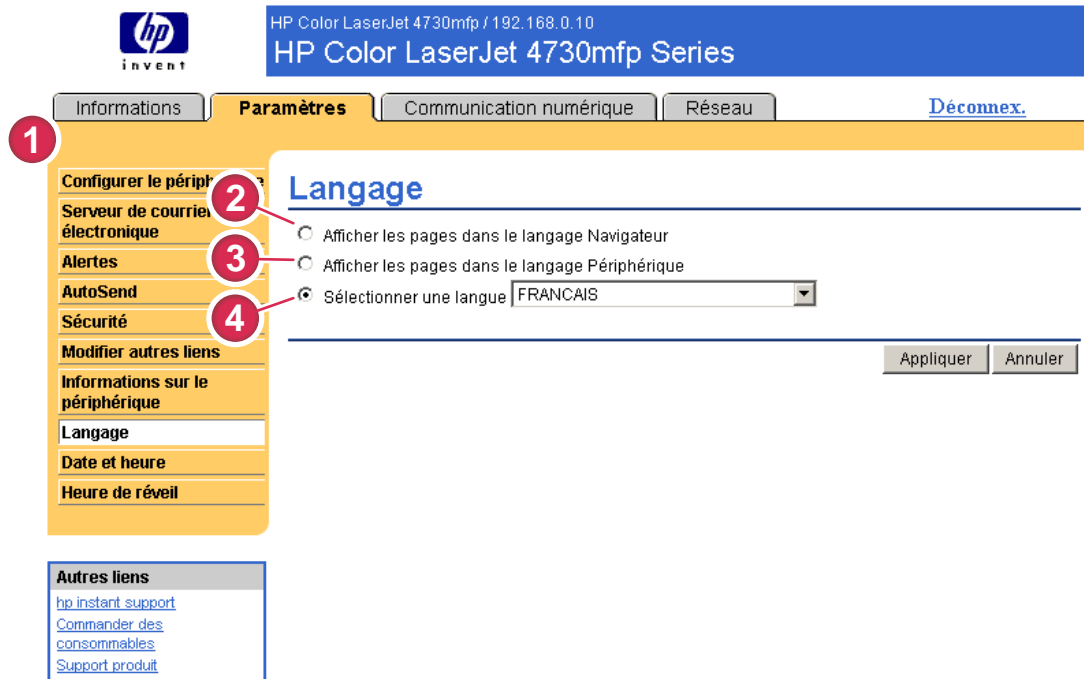 hp
invent
HP Color LaserJet 4730mfp / 192.168.0.10
HP Color LaserJet 4730mfp Series
Informations
Paramètres
Communication numérique
Réseau
Déconnex.
1
Configurer le périph
Serveur de courrier
électronique
Alertes
AutoSend
Sécurité
Modifier autres liens
Informations sur le
périphérique
Langage
Date et heure
Heure de réveil
Langage
2
Afficher les pages dans le langage Navigateur
3
Afficher les pages dans le langage Périphérique
4
Sélectionner une langue FRANCAIS
Appliquer Annuler
Autres liens
hp instant support
Commander des
consommables
Support produit